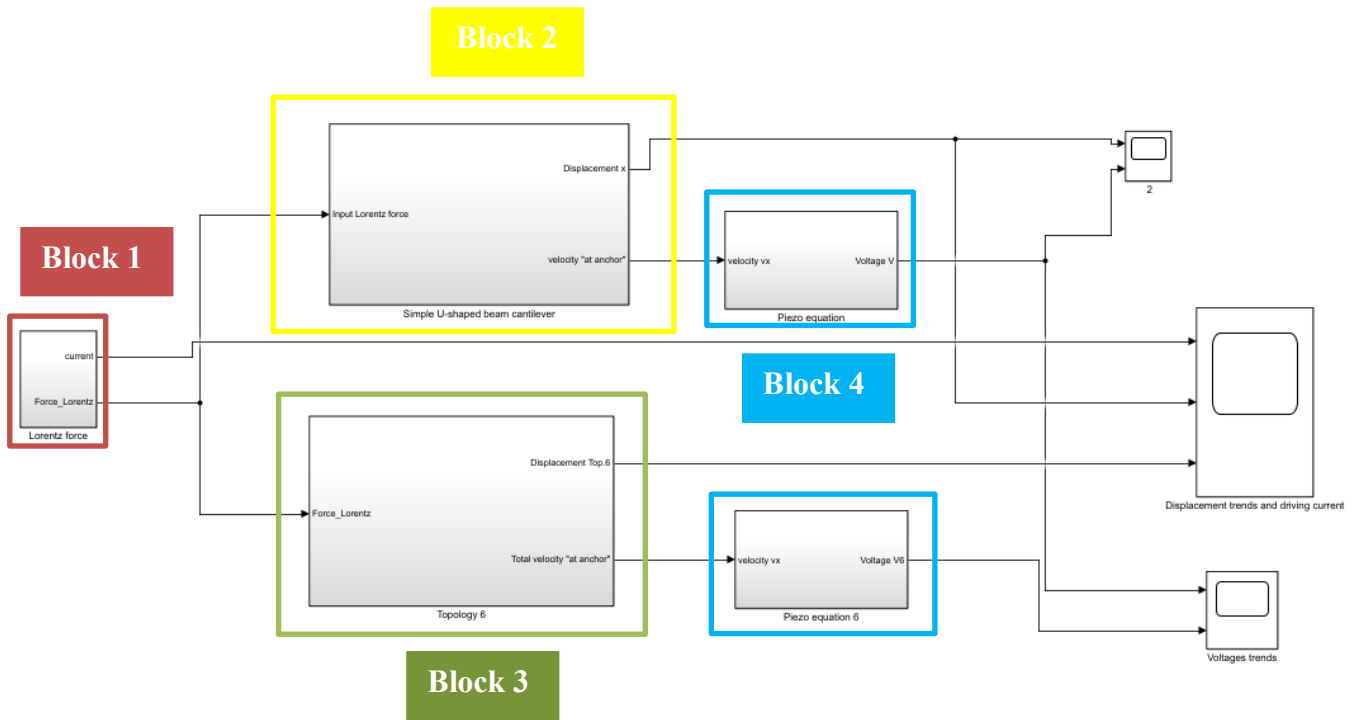 Block 2
Displacement x
Input Lorentz force
velocity "at anchor"
Simple U-shaped beam cantilever
2
velocity vx
Voltage V
Piezo equation
Block 1
current
Force_Lorentz
Lorentz force
Block 4
Displacement trends and driving current
Displacement Top.6
Force_Lorentz
Total velocity "at anchor"
Topology 6
velocity vx
Voltage V6
Piezo equation 6
Voltages trends
Block 3